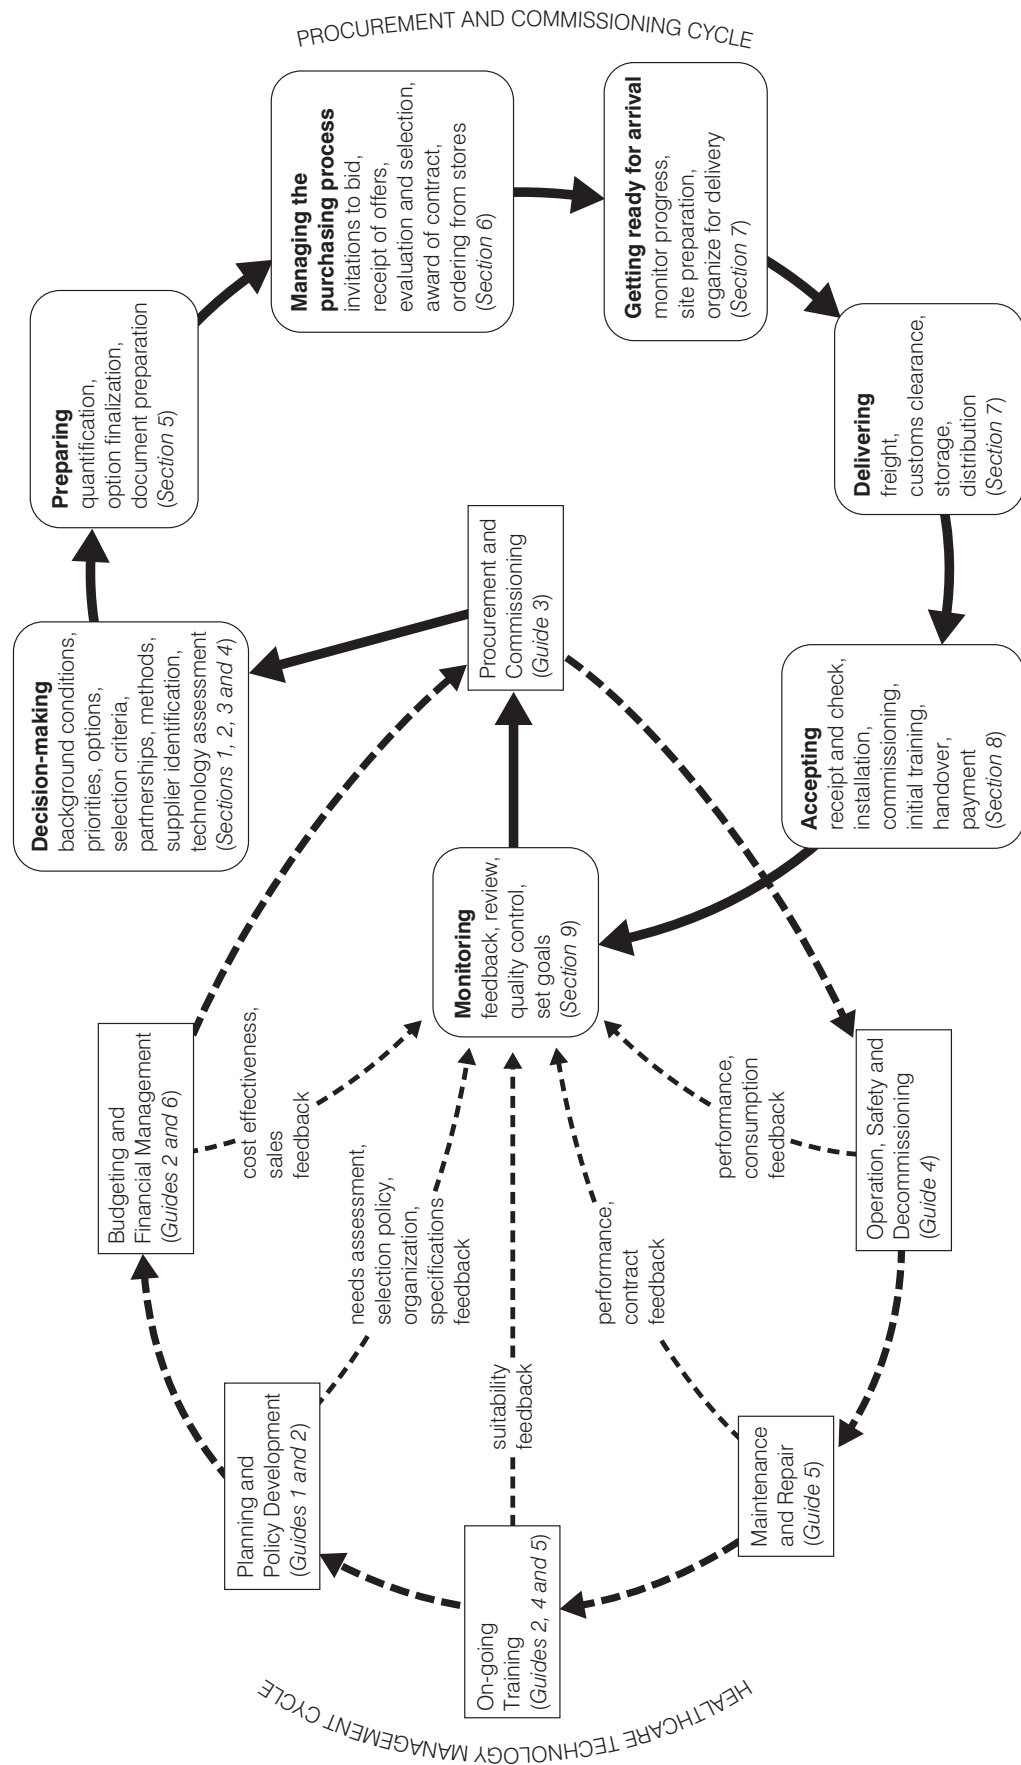 PROCUREMENT AND COMMISSIONING CYCLE
Decision-making
background conditions,
priorities, options,
selection criteria,
partnerships, methods,
supplier identification,
technology assessment
(Sections 1, 2, 3 and 4)
Preparing
quantification,
option finalization,
document preparation
(Section 5)
Managing the
purchasing process
invitations to bid,
receipt of offers,
evaluation and selection,
award of contract,
ordering from stores
(Section 6)
Getting ready for arrival
monitor progress,
site preparation,
organize for delivery
(Section 7)
Delivering
freight,
customs clearance,
storage,
distribution
(Section 7)
Accepting
receipt and check,
installation,
commissioning,
initial training,
handover,
payment
(Section 8)
Monitoring
feedback, review,
quality control,
set goals
(Section 9)
Procurement and
Commissioning
(Guide 3)
HEALTHCARE TECHNOLOGY MANAGEMENT CYCLE
Budgeting and
Financial Management
(Guides 2 and 6)
cost effectiveness,
sales
feedback
Planning and
Policy Development
(Guides 1 and 2)
needs assessment,
selection policy,
organization,
specifications
feedback
On-going
Training
(Guides 2, 4 and 5)
suitability
feedback
Maintenance
and Repair
(Guide 5)
performance,
contract
feedback
Operation, Safety and
Decommissioning
(Guide 4)
performance,
consumption
feedback